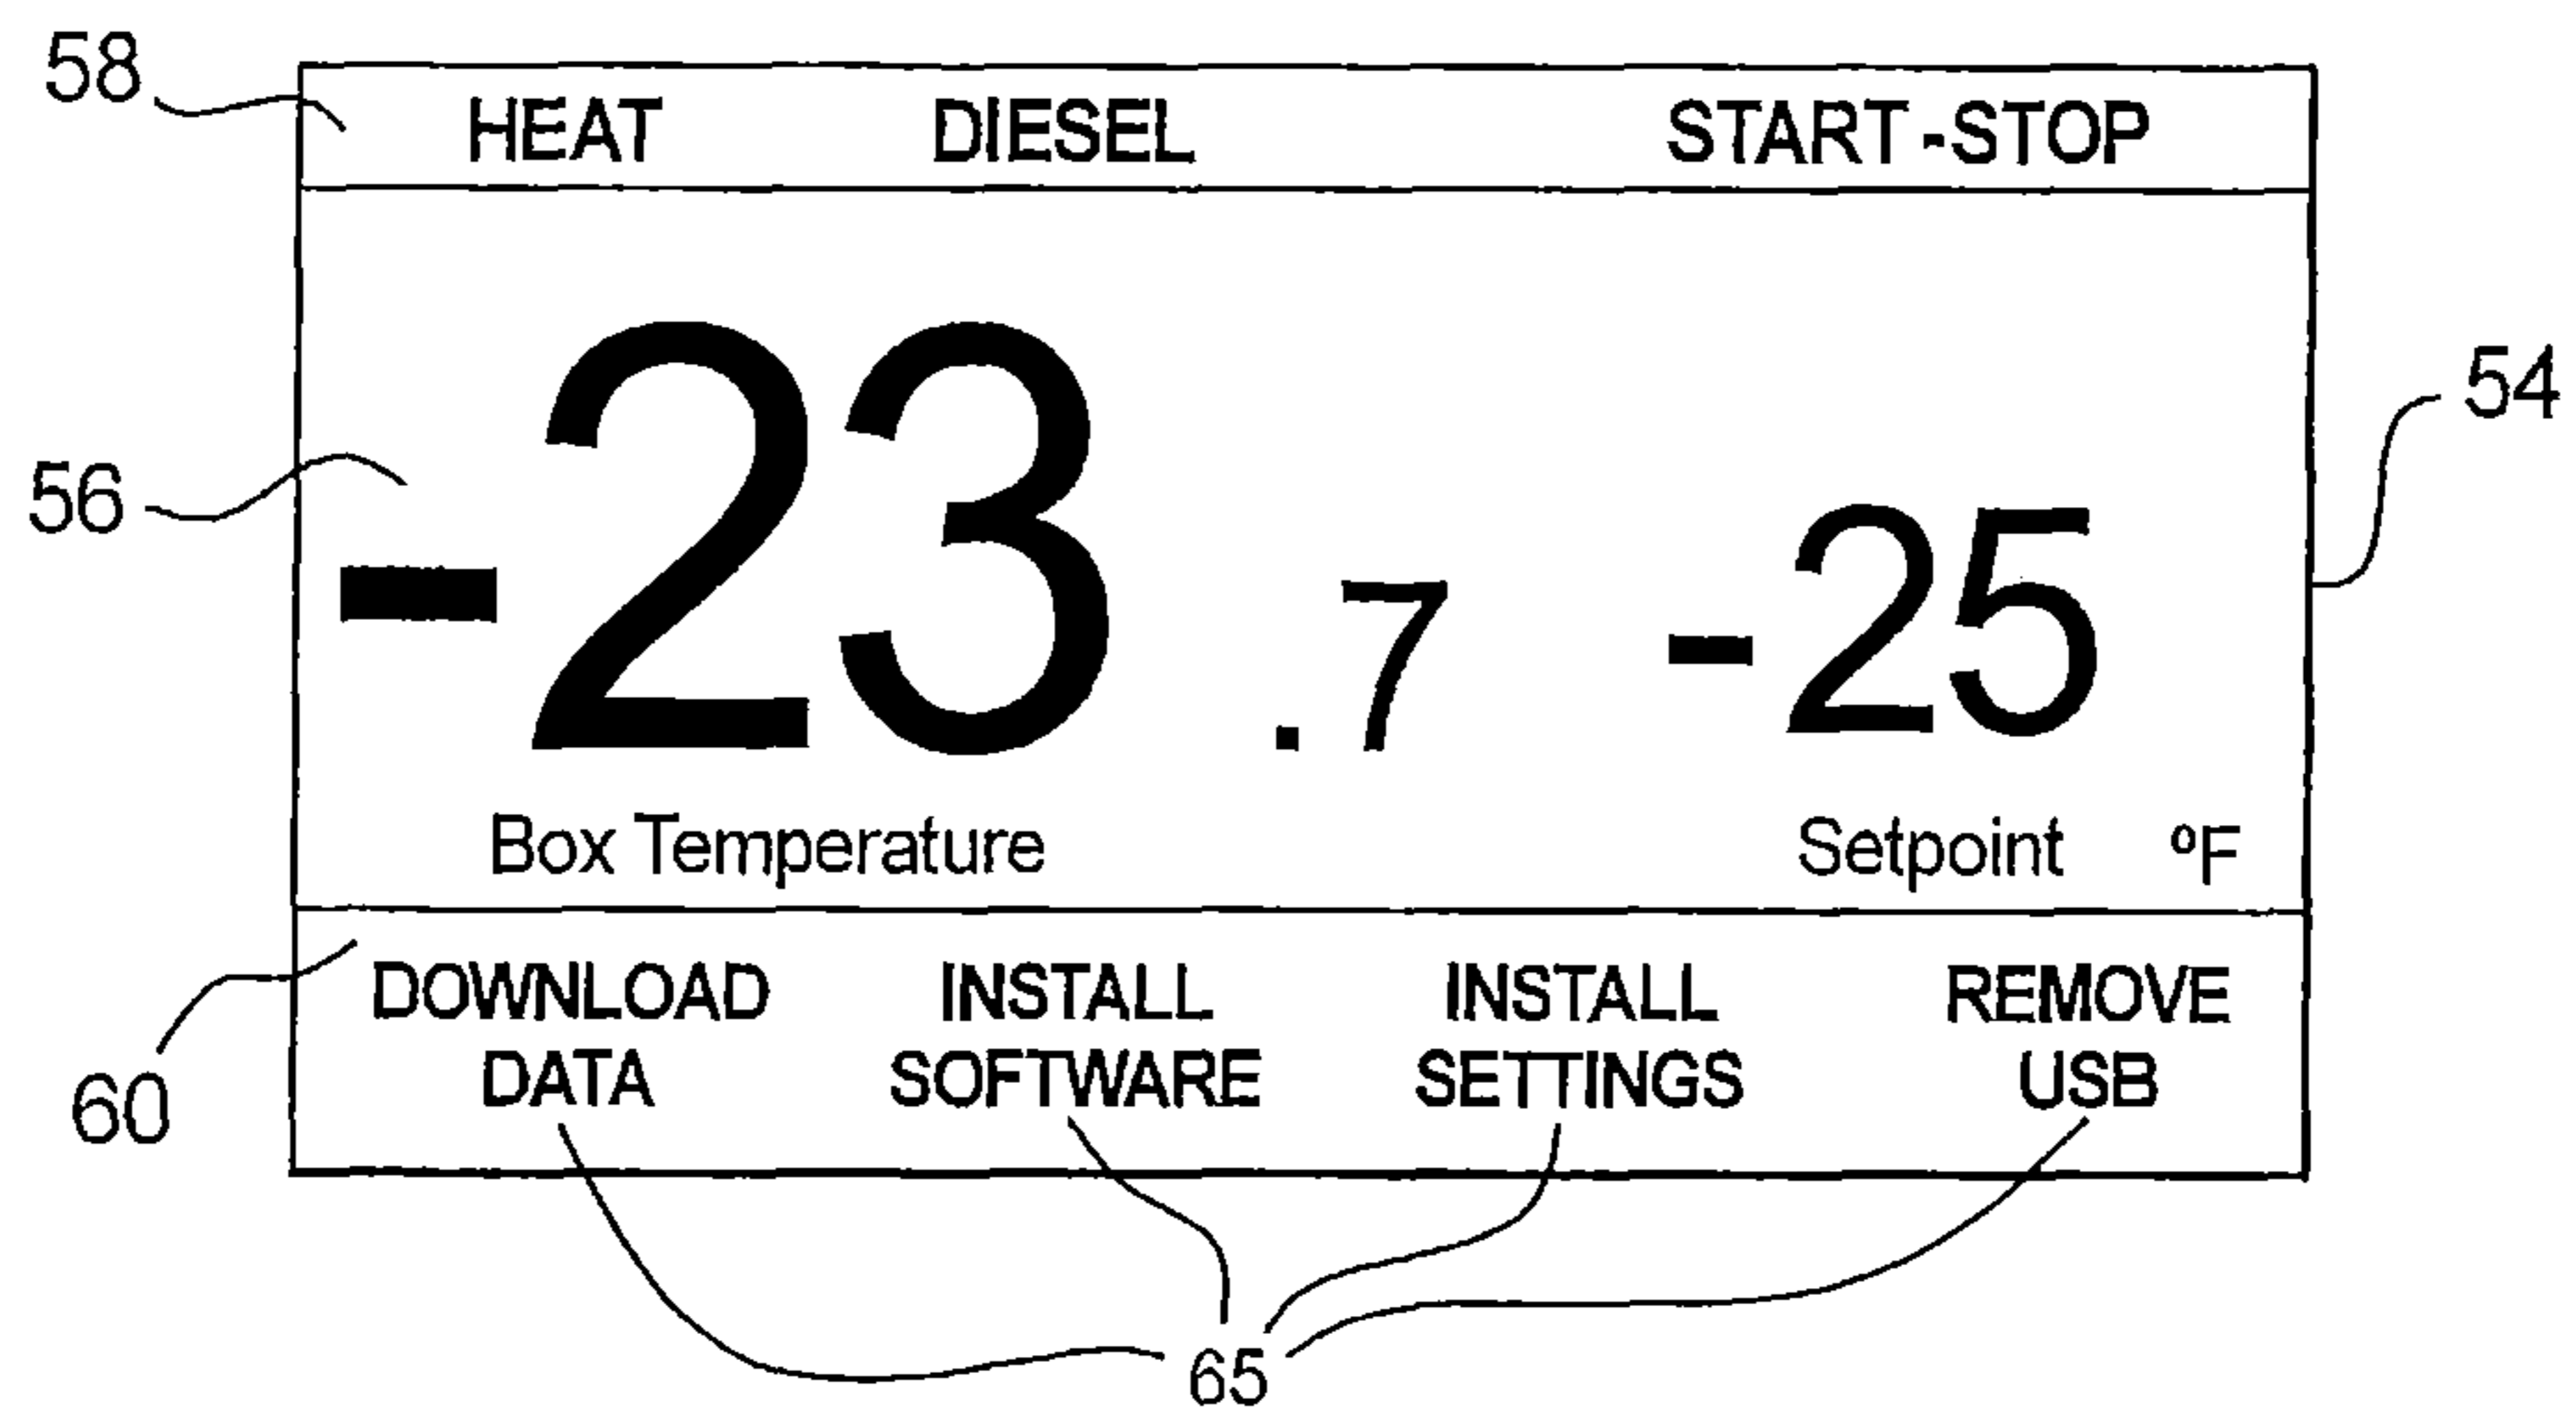 58
HEAT DIESEL START-STOP
54
56
-23.7 -25
Box Temperature Setpoint ºF
60
DOWNLOAD INSTALL INSTALL REMOVE
DATA SOFTWARE SETTINGS USB
65